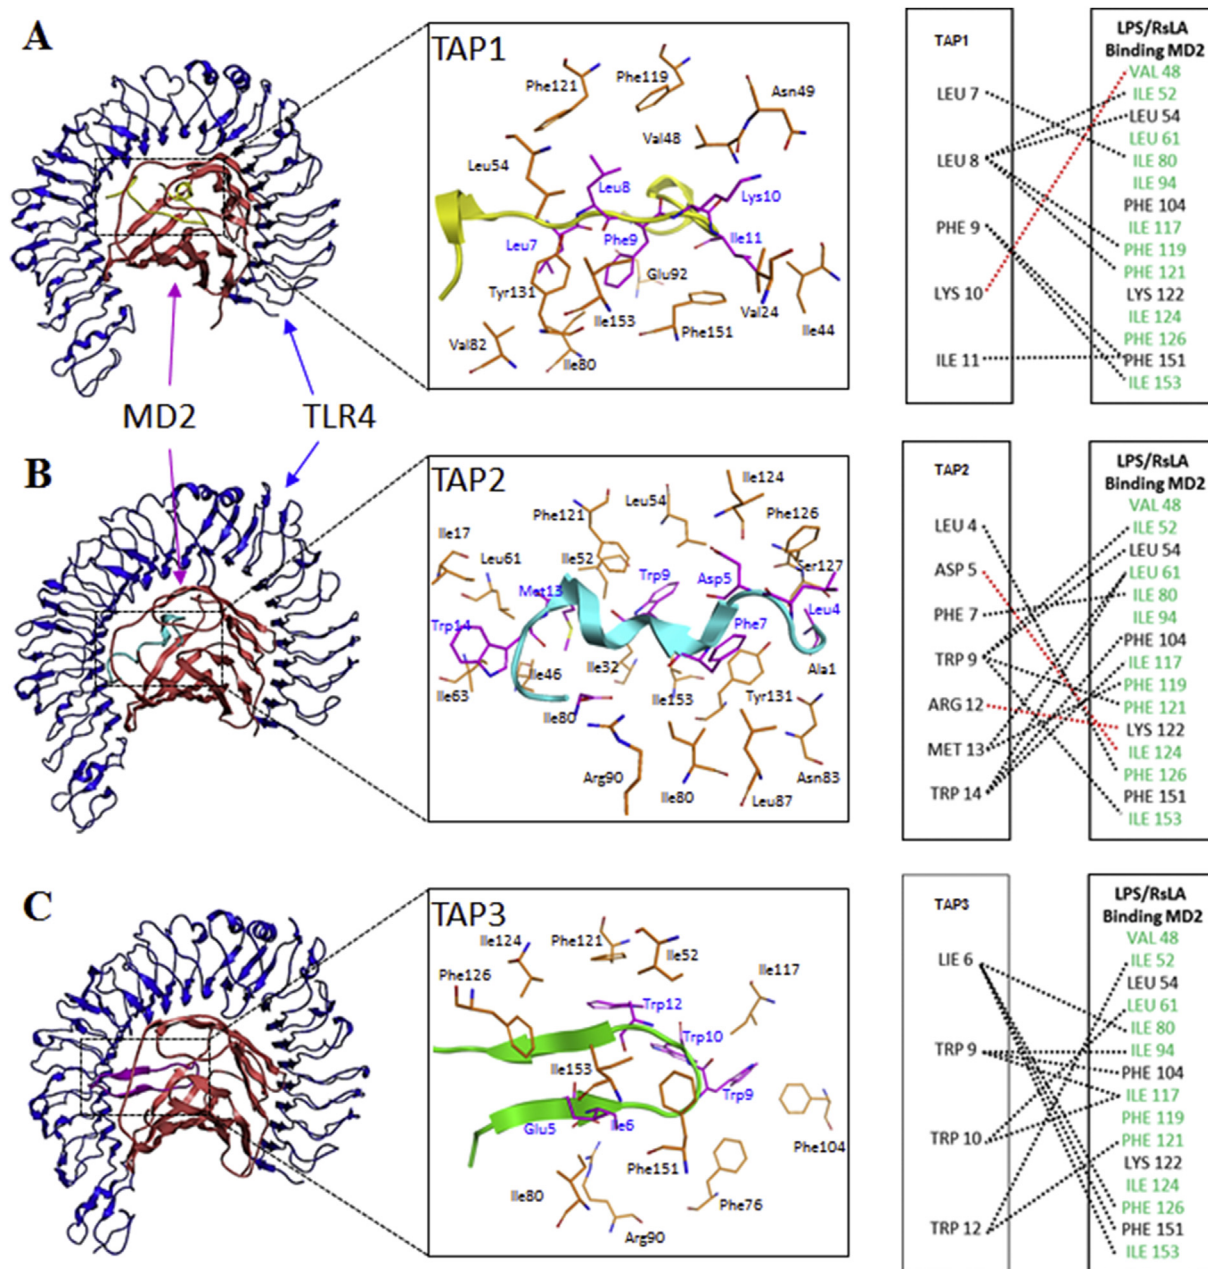 A
TAP1
Phe121
Phe119
Asn49
Val48
Leu54
Leu8
Lys10
Leu7
Phe9
Ile11
Glu92
Tyr131
Ile153
Phe151
Val24
Ile44
Val82
Ile80
TAP1
LEU 7
LEU 8
PHE 9
LYS 10
ILE 11
LPS/RsLA
Binding MD2
VAL 48
ILE 52
LEU 54
LEU 61
ILE 80
ILE 94
PHE 104
ILE 117
PHE 119
PHE 121
LYS 122
ILE 124
PHE 126
PHE 151
ILE 153
MD2
TLR4
B
TAP2
Ile124
Leu54
Phe121
Phe126
Ile17
Leu61
Ile52
Ser127
Trp9
Asp5
Met13
Leu4
Trp14
Phe7
Ala1
Ile46
Ile32
Ile63
Ile153
Tyr131
Ile80
Arg90
Ile80
Leu87
Asn83
TAP2
LEU 4
ASP 5
PHE 7
TRP 9
ARG 12
MET 13
TRP 14
LPS/RsLA
Binding MD2
VAL 48
ILE 52
LEU 54
LEU 61
ILE 80
ILE 94
PHE 104
ILE 117
PHE 119
PHE 121
LYS 122
ILE 124
PHE 126
PHE 151
ILE 153
C
TAP3
Ile124
Phe121
Ile52
Phe126
Ile117
Trp12
Trp10
Ile153
Trp9
Glu5
Ile6
Phe104
Phe151
Ile80
Phe76
Arg90
TAP3
LIE 6
TRP 9
TRP 10
TRP 12
LPS/RsLA
Binding MD2
VAL 48
ILE 52
LEU 54
LEU 61
ILE 80
ILE 94
PHE 104
ILE 117
PHE 119
PHE 121
LYS 122
ILE 124
PHE 126
PHE 151
ILE 153